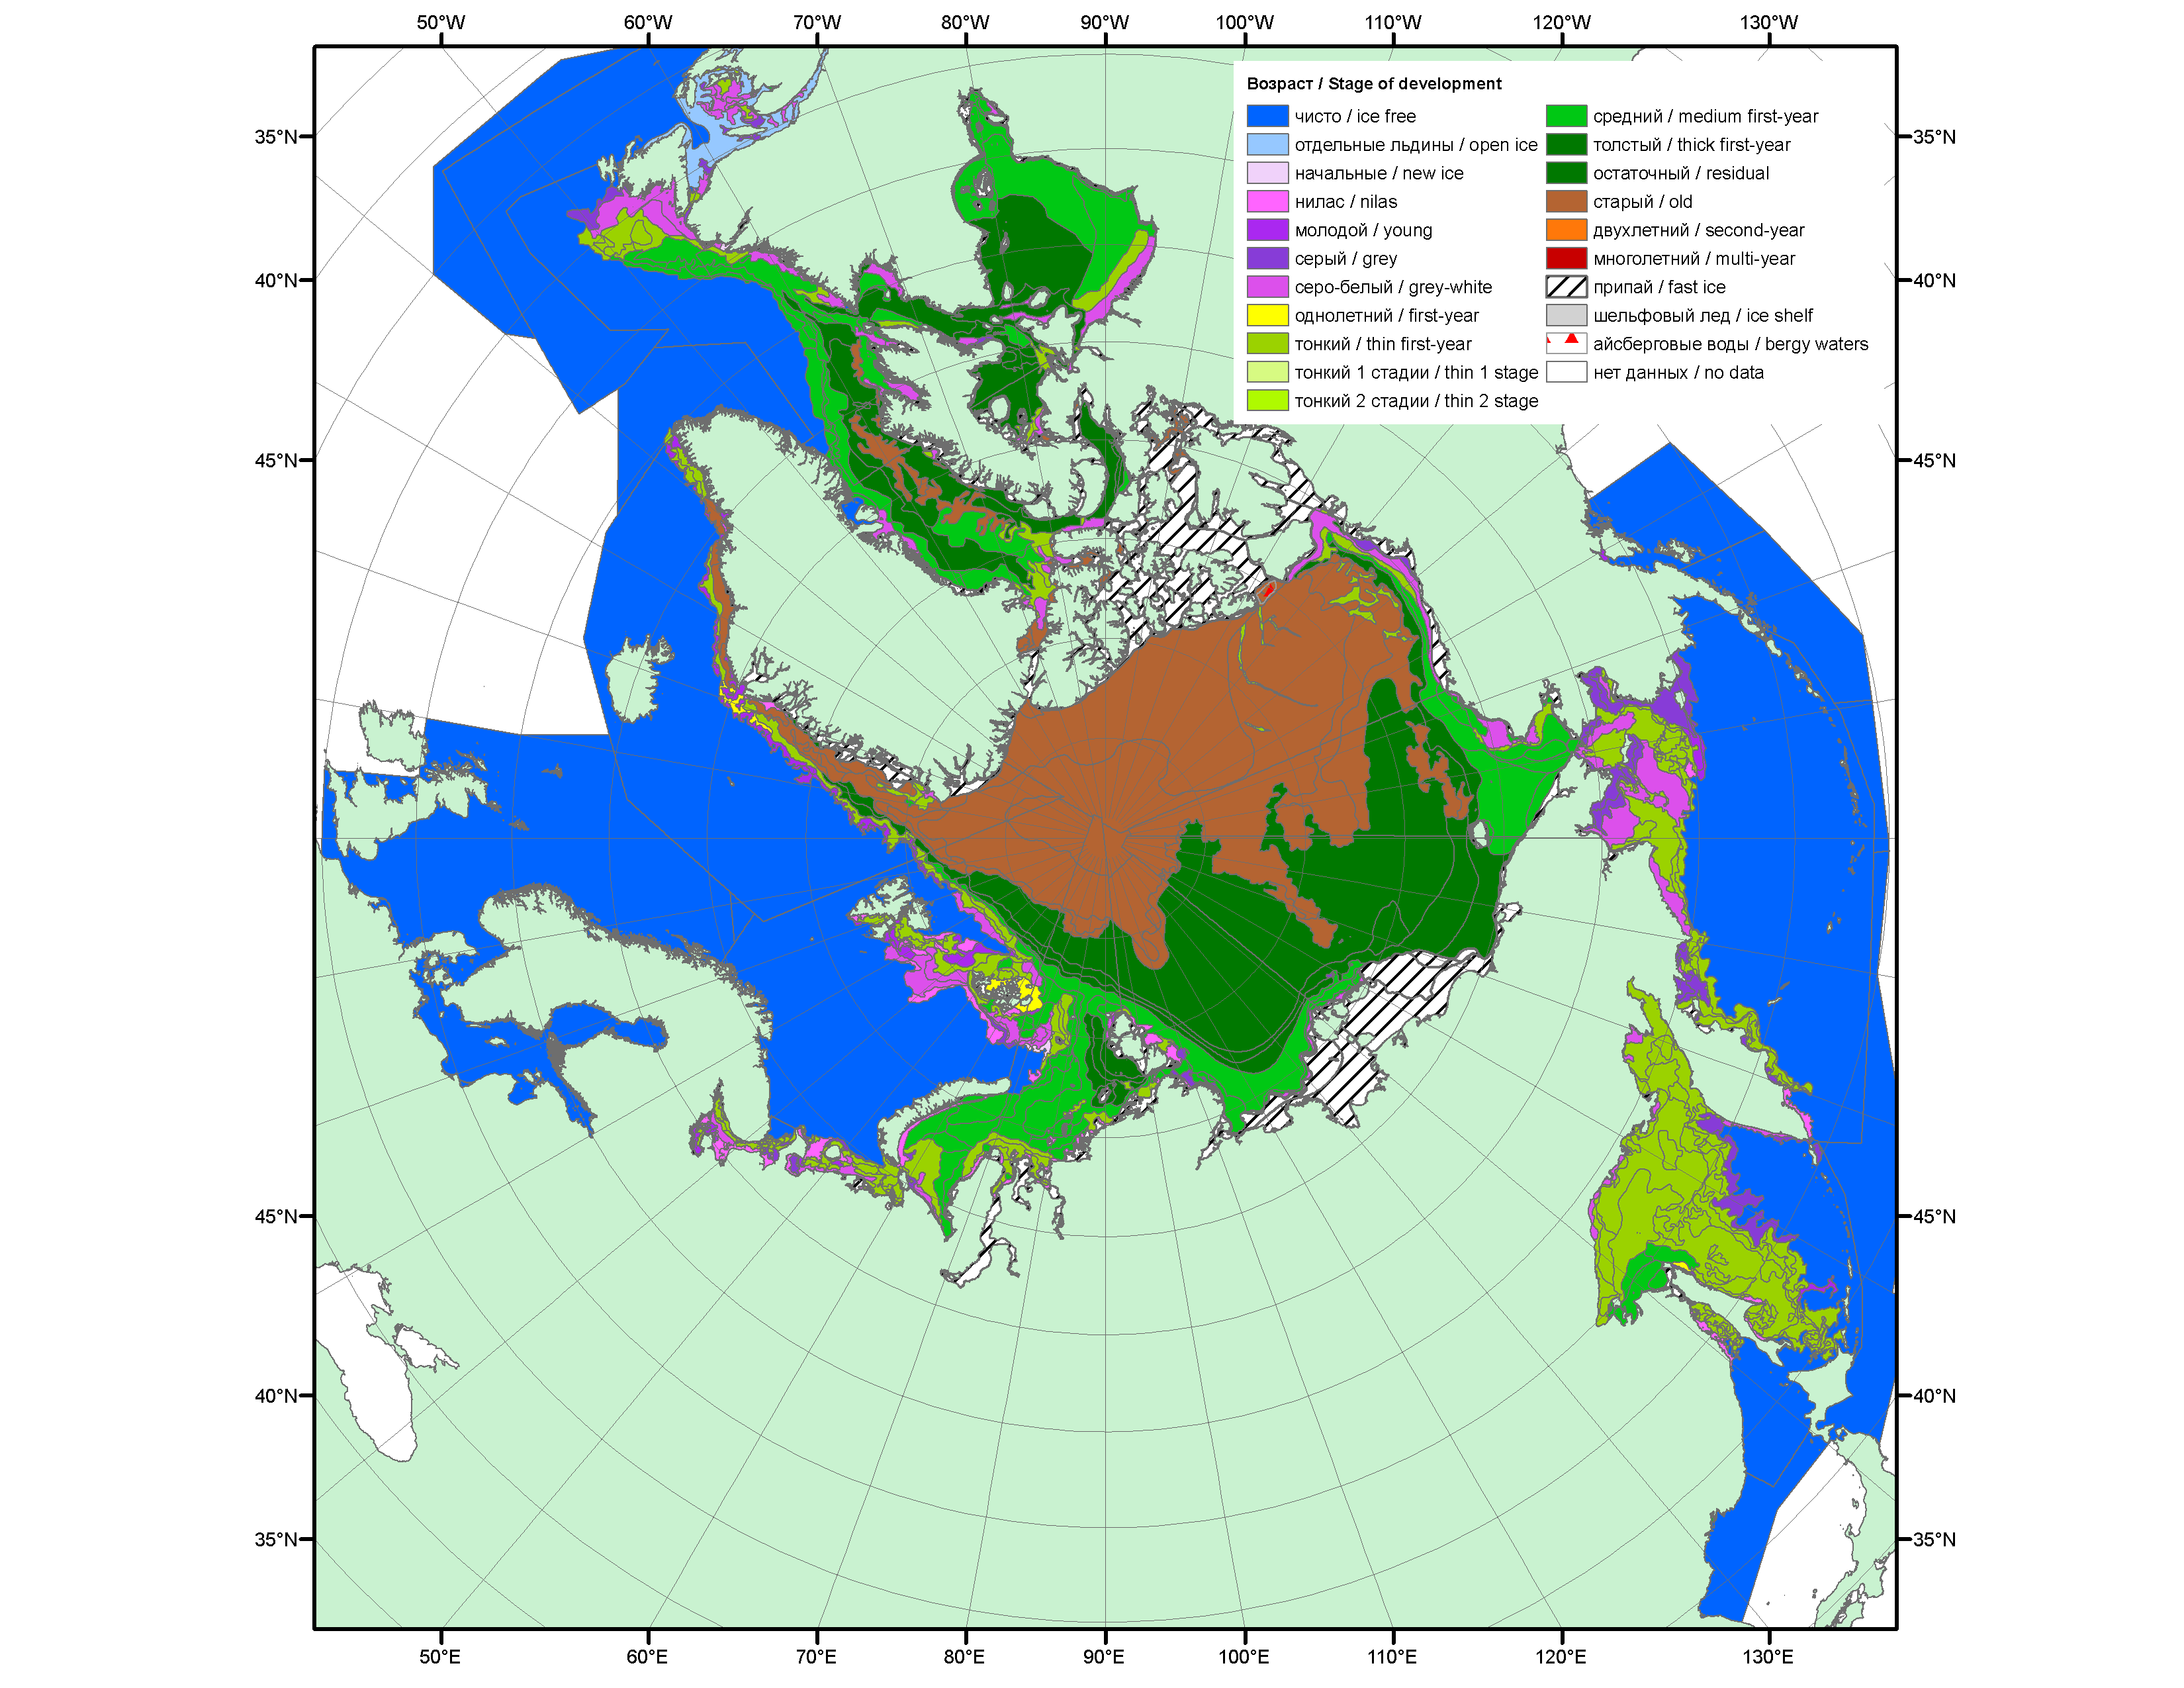 50°W 60°W 70°W 80°W 90°W 100°W 110°W 120°W 130°W
Возраст / Stage of development
чисто / ice free
отдельные льдины / open ice
начальные / new ice
нилас / nilas
молодой / young
серый / grey
серо-белый / grey-white
однолетний / first-year
тонкий / thin first-year
тонкий 1 стадии / thin 1 stage
тонкий 2 стадии / thin 2 stage
средний / medium first-year
толстый / thick first-year
остаточный / residual
старый / old
двухлетний / second-year
многолетний / multi-year
припай / fast ice
шельфовый лед / ice shelf
айсберговые воды / bergy waters
нет данных / no data
35°N 35°N
40°N 40°N
45°N 45°N
45°N 45°N
40°N 40°N
35°N 35°N
50°E 60°E 70°E 80°E 90°E 100°E 110°E 120°E 130°E